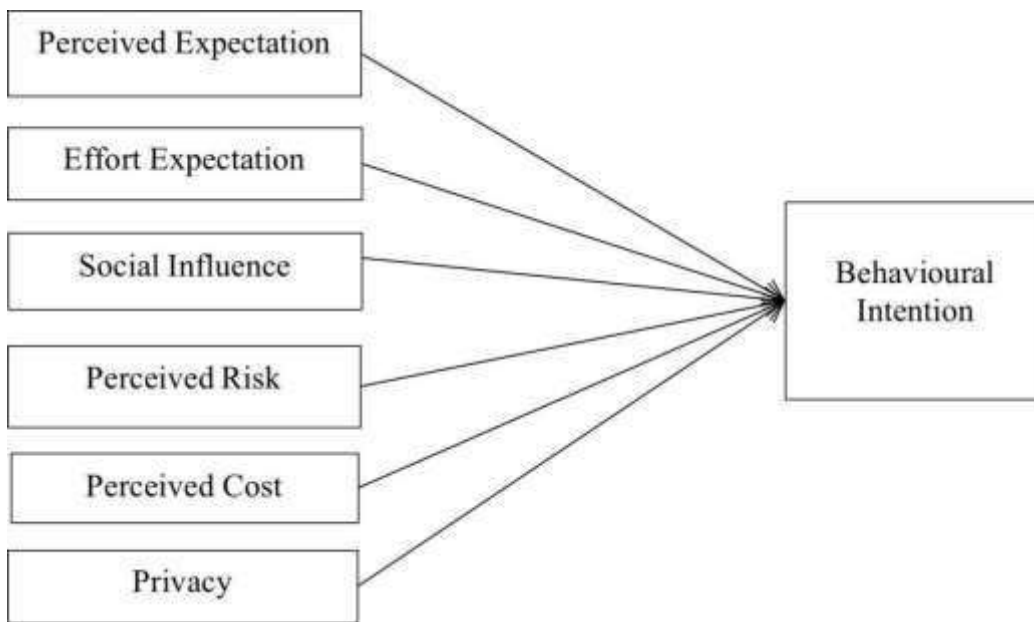 Perceived Expectation
Effort Expectation
Social Influence
Perceived Risk
Perceived Cost
Privacy
Behavioural
Intention